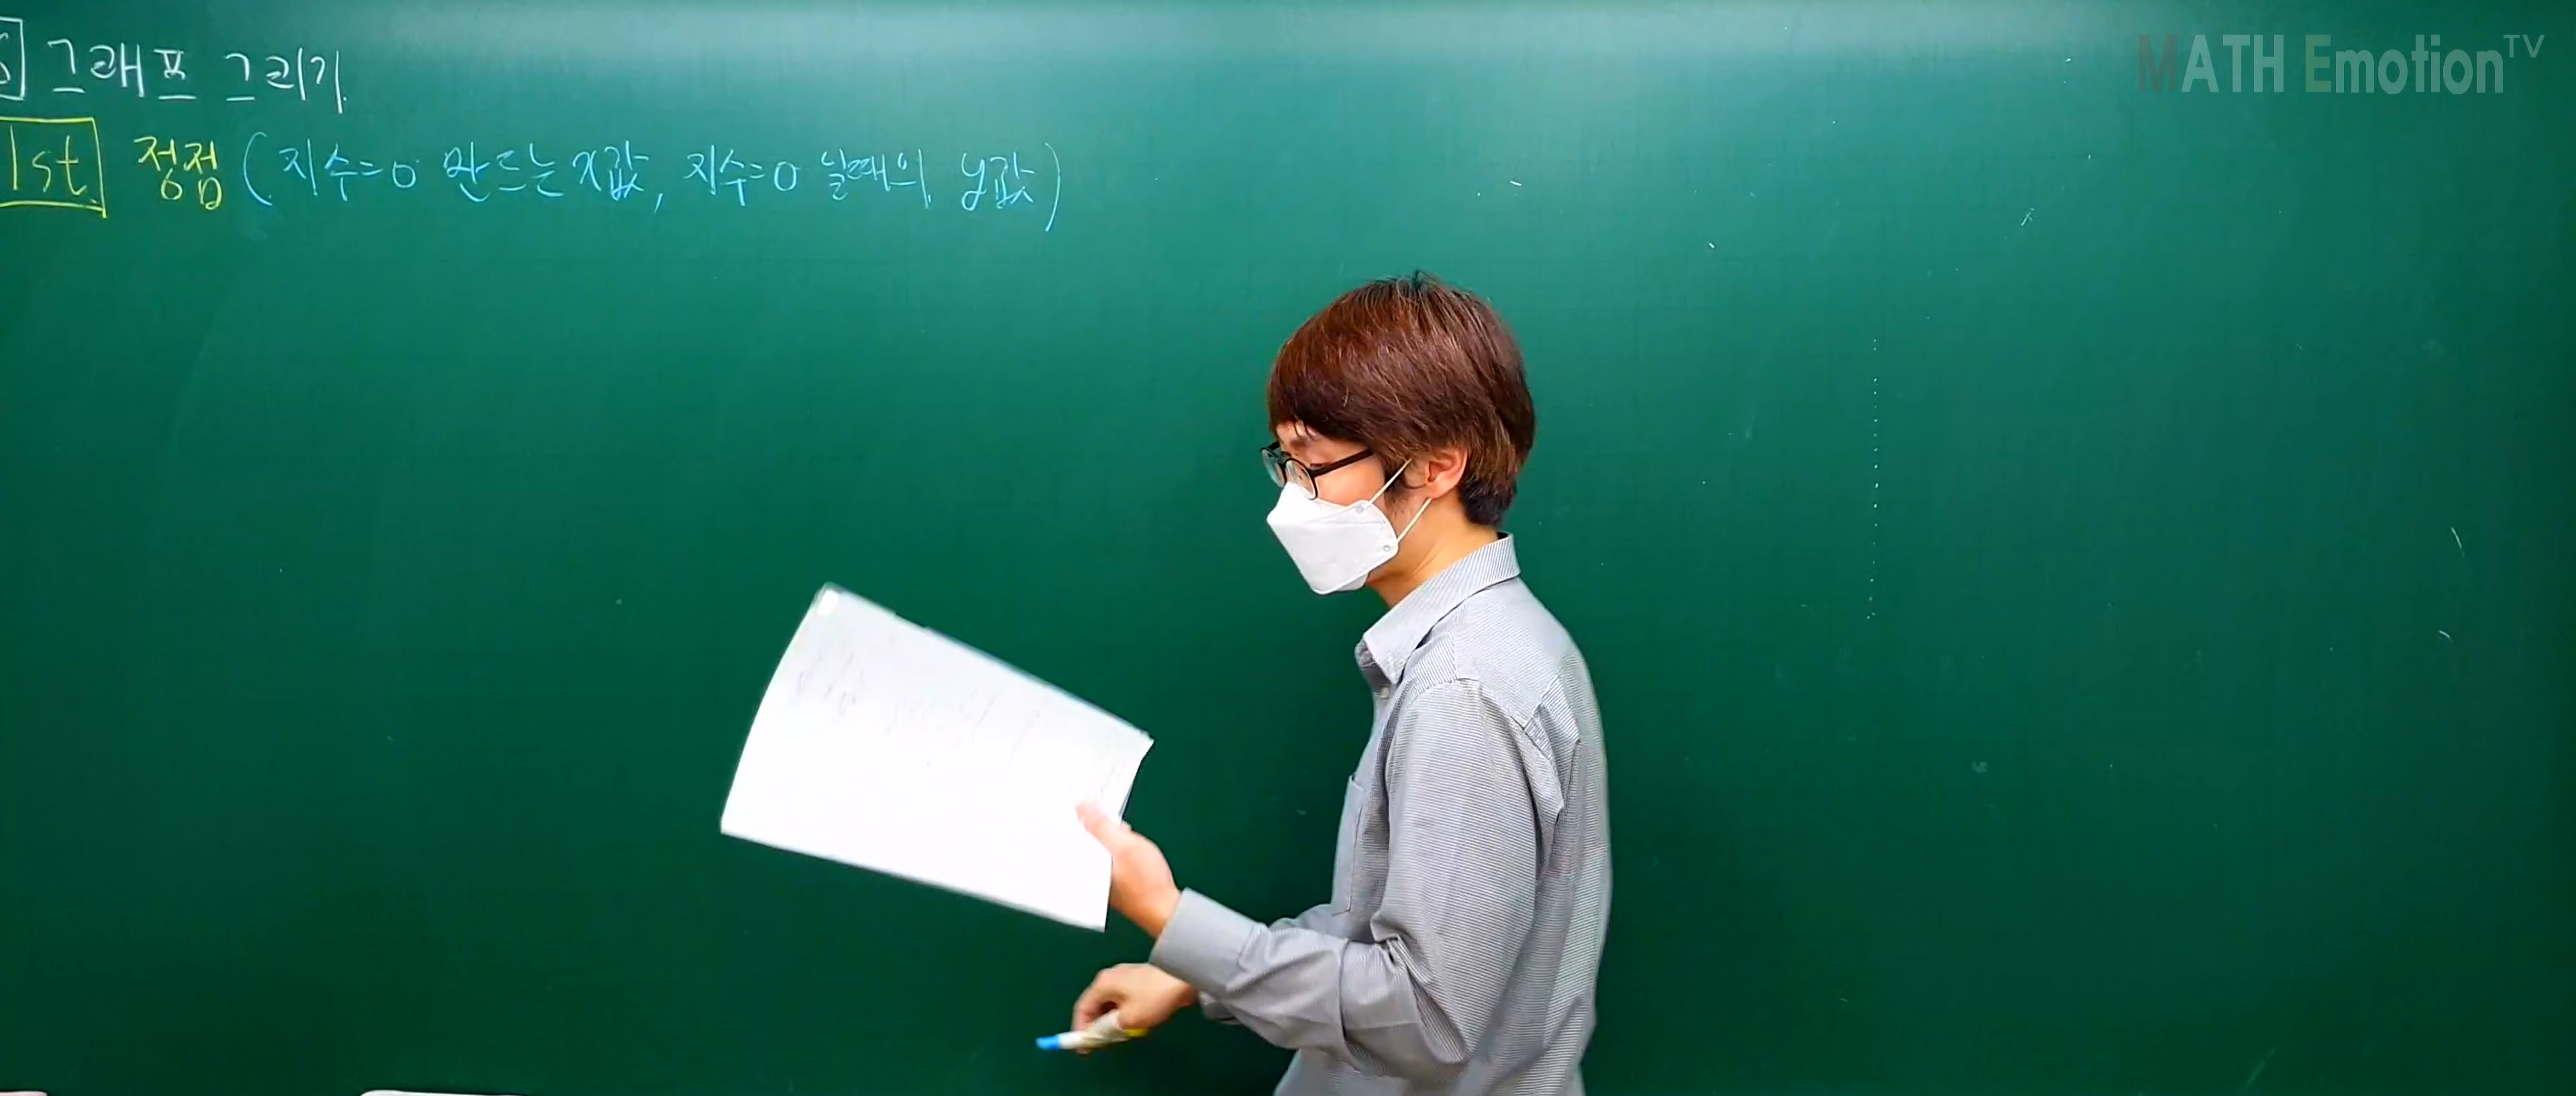 5 그래프 그리기
MATH Emotion TV
1st. 정점 (지수=0 만드는 x값, 지수=0 일때의 y값)